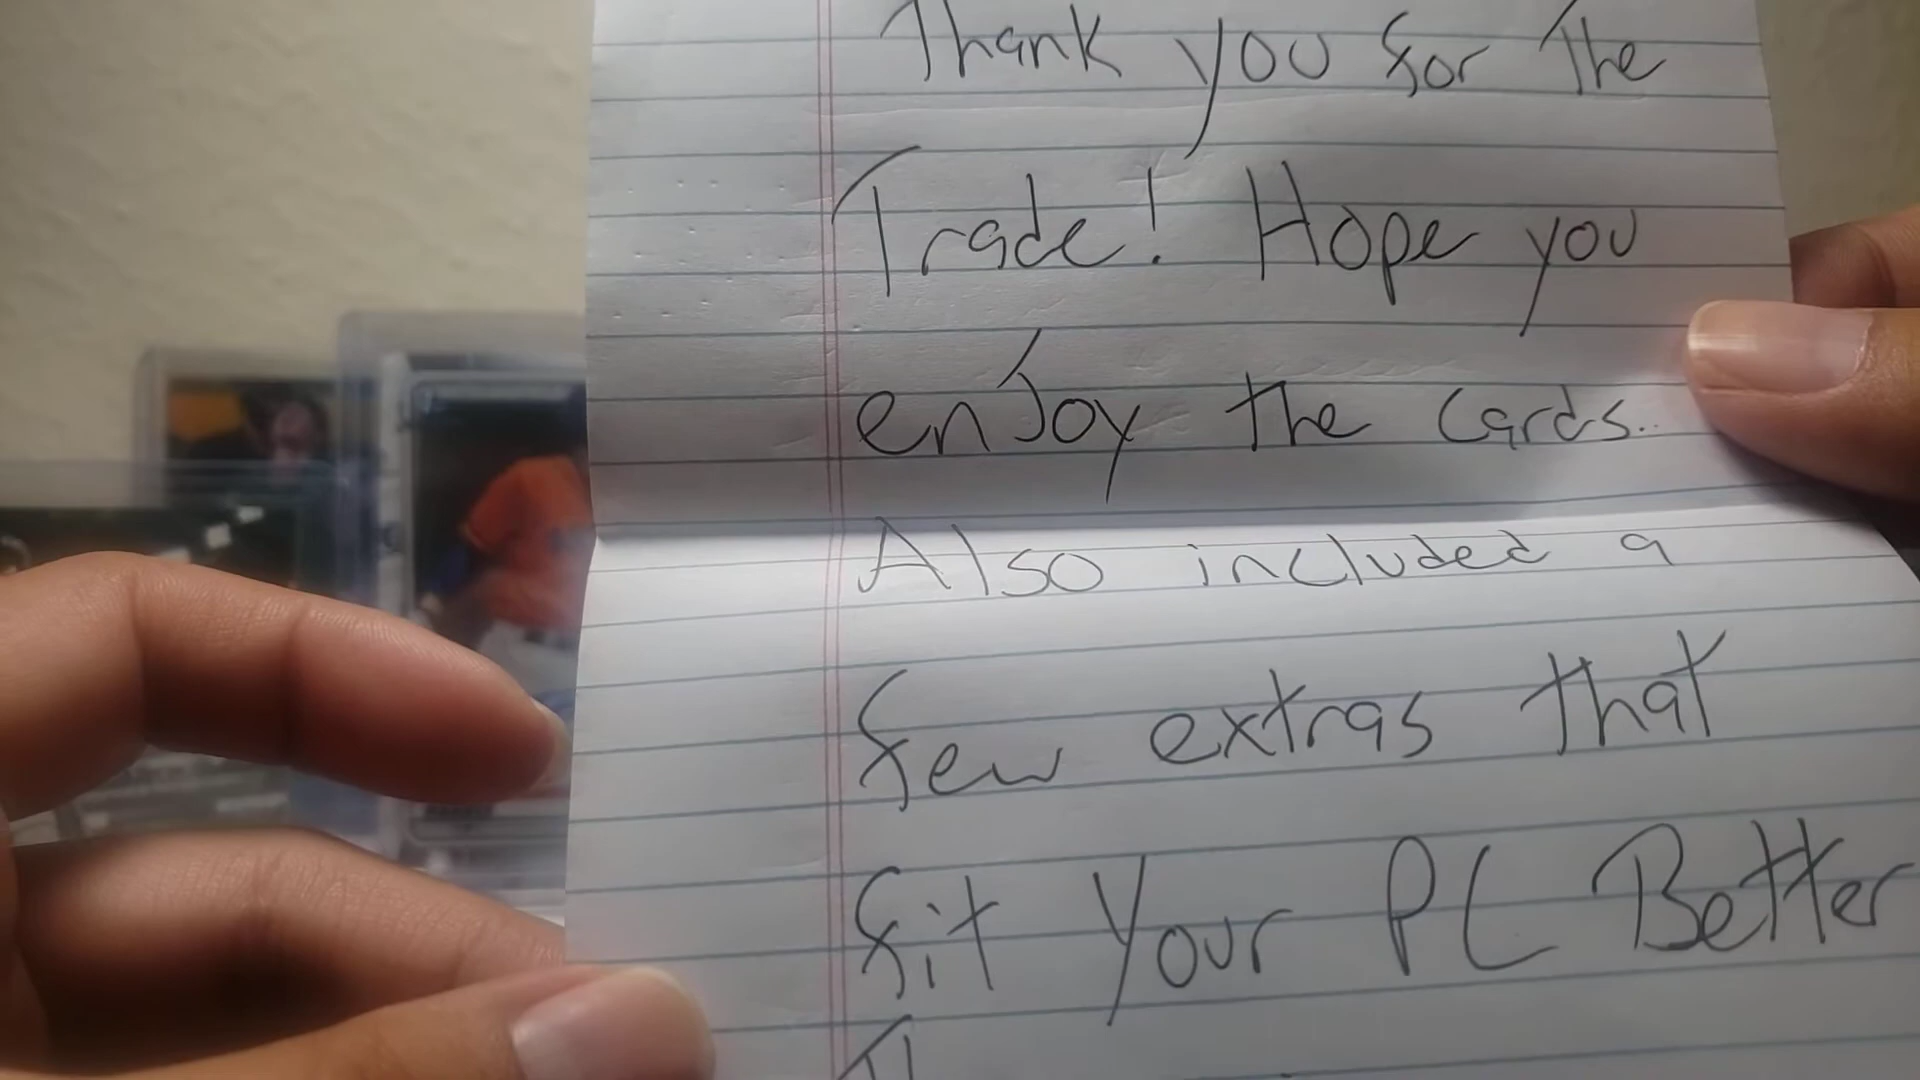 Thank you for The
Trade! Hope you
enJoy the cards..
Also included a
few extras that
fit Your PC Better